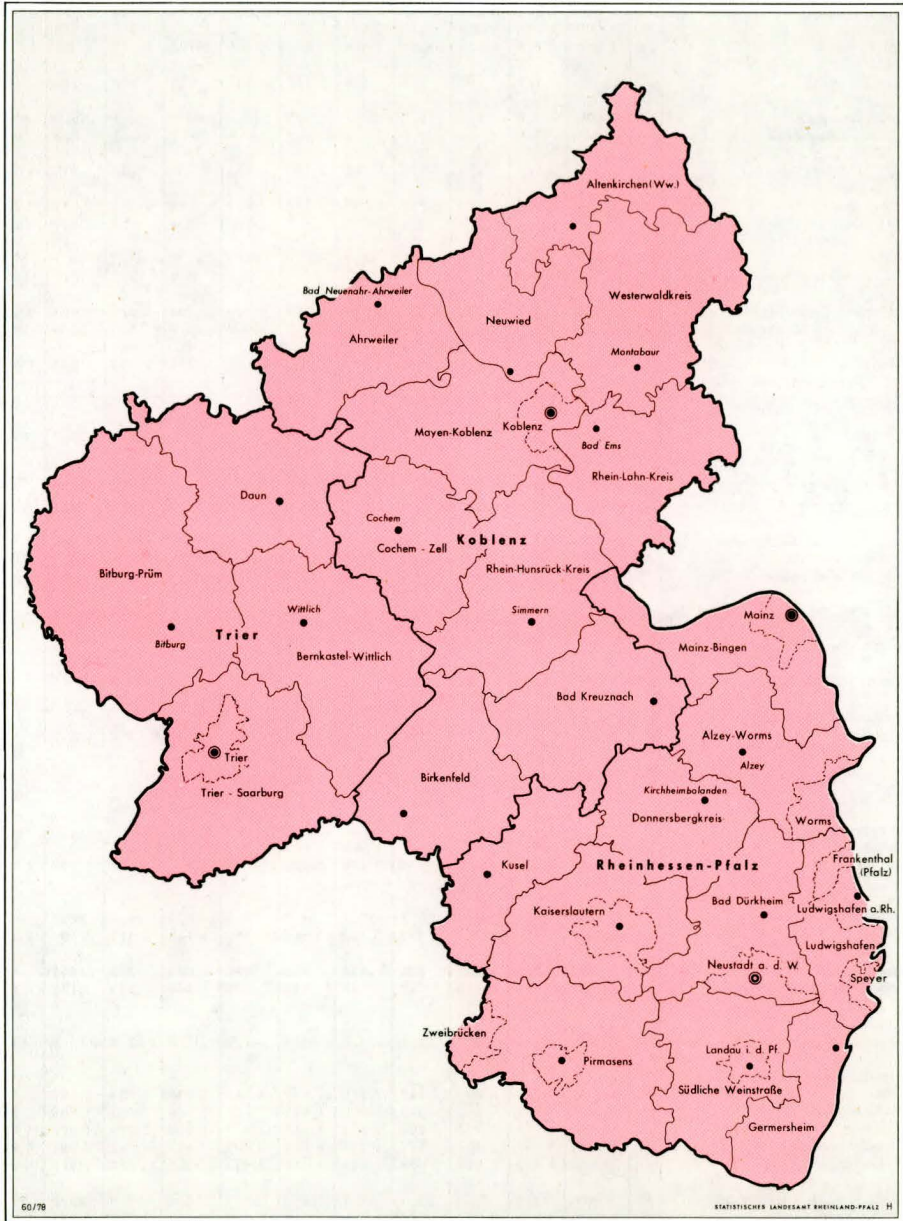 Altenkirchen (Ww.)
Bad Neuenahr-Ahrweiler
Westerwaldkreis
Neuwied
Ahrweiler
Montabaur
Koblenz
Mayen-Koblenz
Bad Ems
Rhein-Lahn-Kreis
Daun
Cochem
Koblenz
Cochem - Zell
Rhein-Hunsrück-Kreis
Bitburg-Prüm
Wittlich
Simmern
Mainz
Trier
Bitburg
Mainz-Bingen
Bernkastel-Wittlich
Bad Kreuznach
Alzey-Worms
Trier
Alzey
Birkenfeld
Trier - Saarburg
Kirchheimbolanden
Donnersbergkreis
Worms
Kusel
Rheinhessen-Pfalz
Frankenthal
(Pfalz)
Bad Dürkheim
Kaiserslautern
Ludwigshafen a.Rh.
Ludwigshafen
Neustadt a. d. W.
Speyer
Zweibrücken
Landau i. d. Pf.
Pirmasens
Südliche Weinstraße
Germersheim
60/78
STATISTISCHES LANDESAMT RHEINLAND-PFALZ H